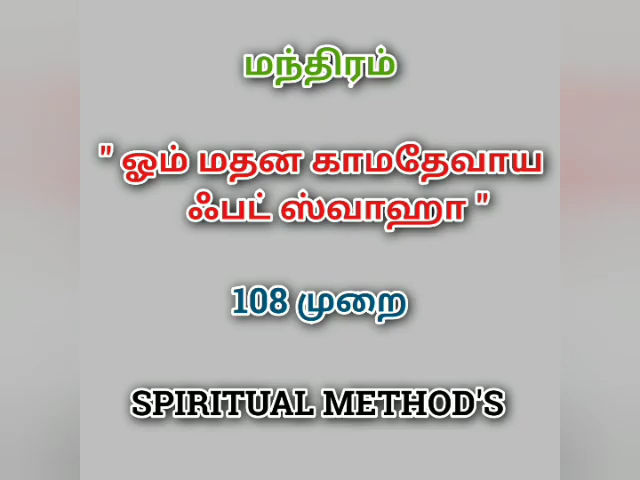 மந்திரம்
" ஓம் மதன காமதேவாய
ஃபட் ஸ்வாஹா "
108 முறை
SPIRITUAL METHOD'S